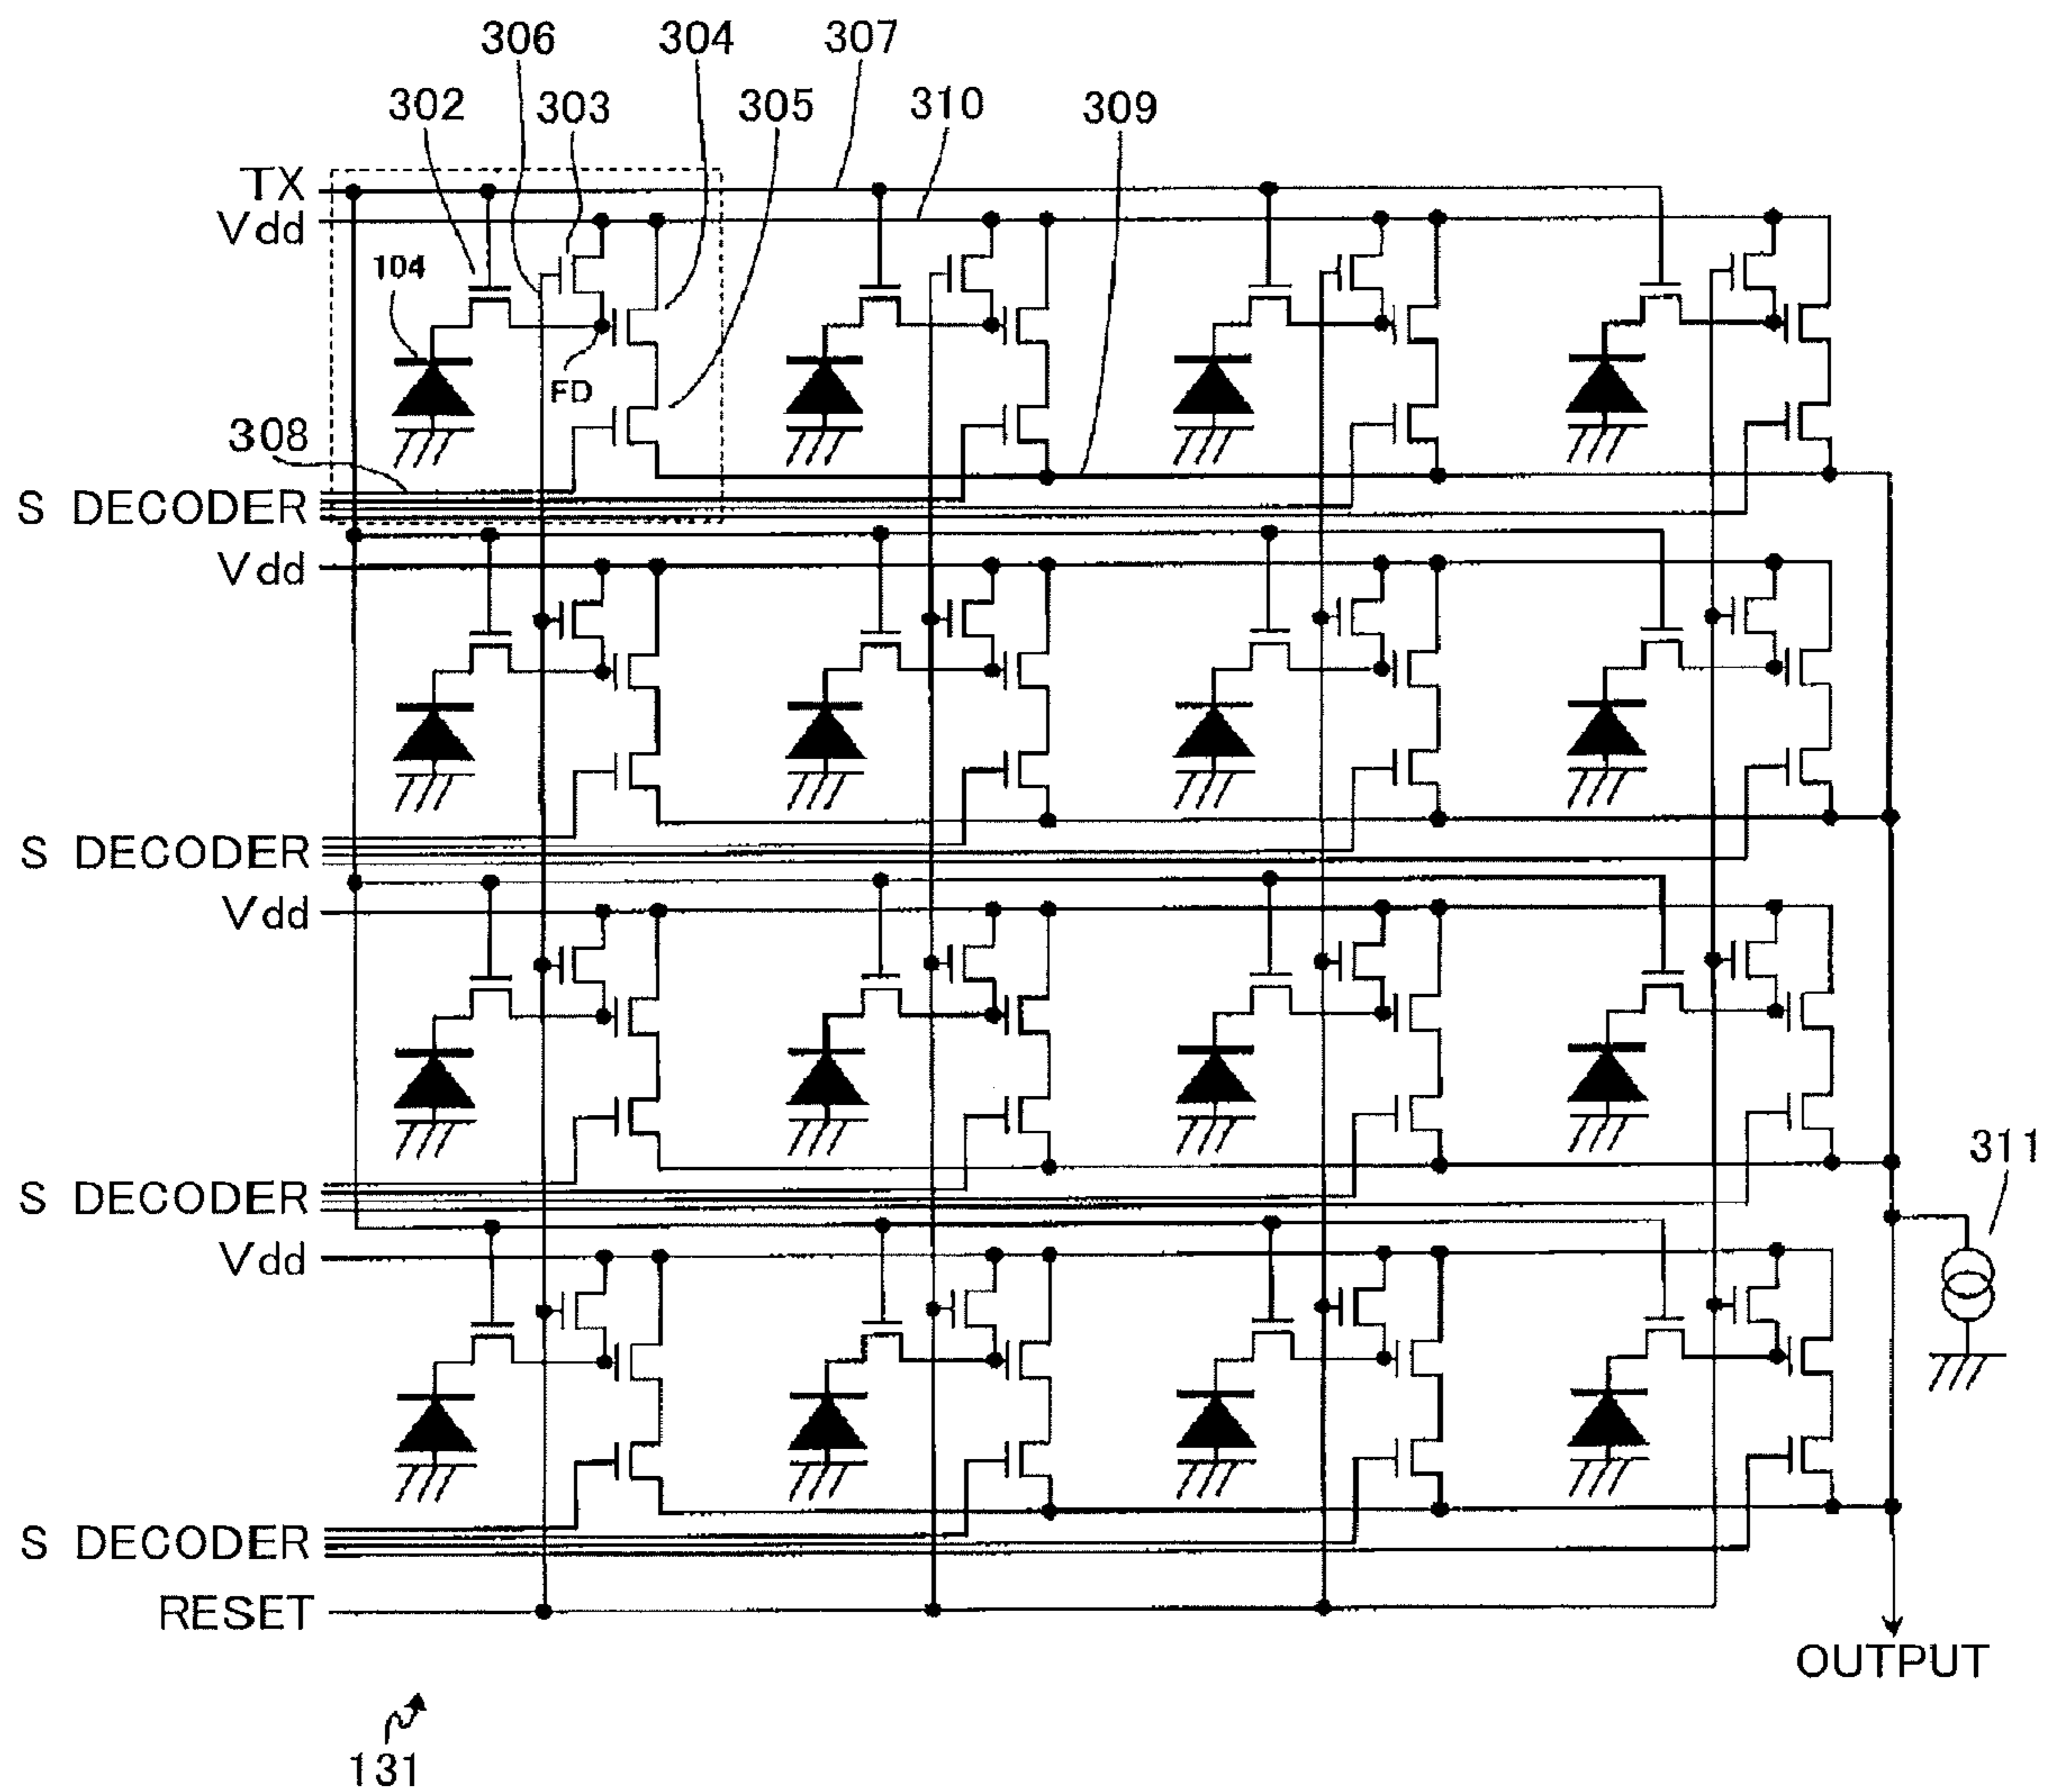 306
304
307
302
303
305
310
309
TX
Vdd
104
FD
308
S DECODER
Vdd
S DECODER
Vdd
311
S DECODER
Vdd
S DECODER
RESET
OUTPUT
131